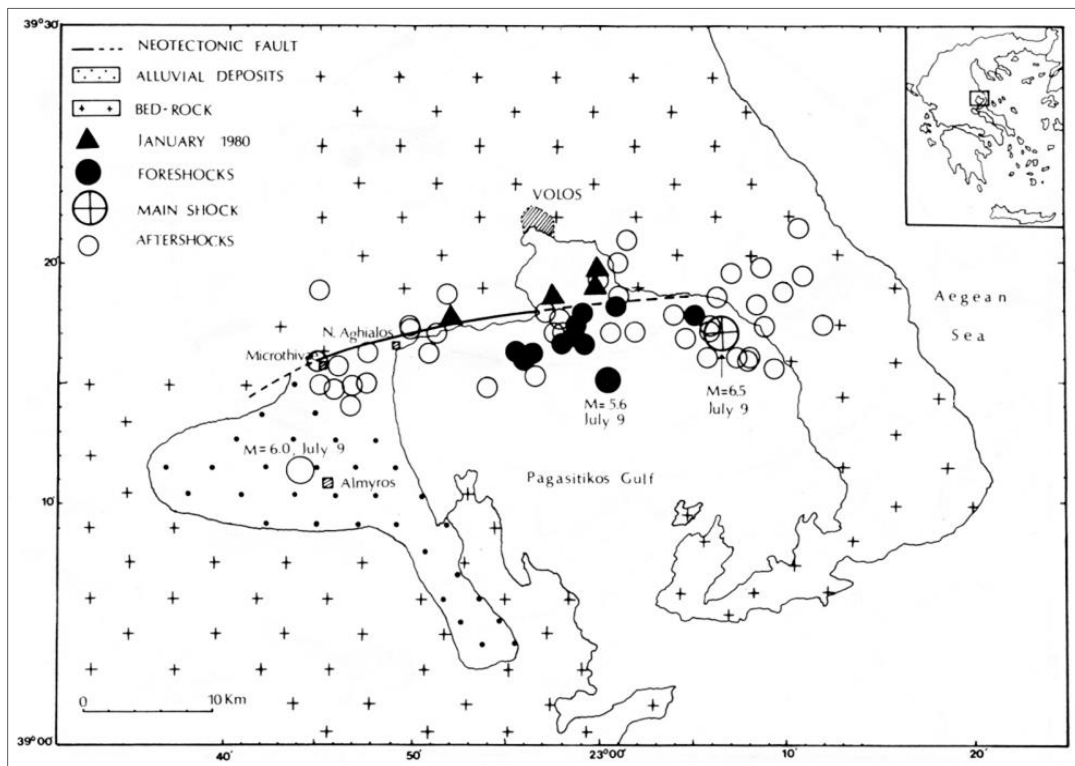 39°30'
NEOTECTONIC FAULT
ALLUVIAL DEPOSITS
BED-ROCK
JANUARY 1980
FORESHOCKS
MAIN SHOCK
AFTERSHOCKS
VOLOS
20'
Aegean
Sea
N. Aghialos
Microthivae
M=6.5
July 9
M=5.6
July 9
M=6.0, July 9
Almyros
Pagasitikos Gulf
10'
0 10 Km
39°00'
40' 50' 23°00' 10' 20'